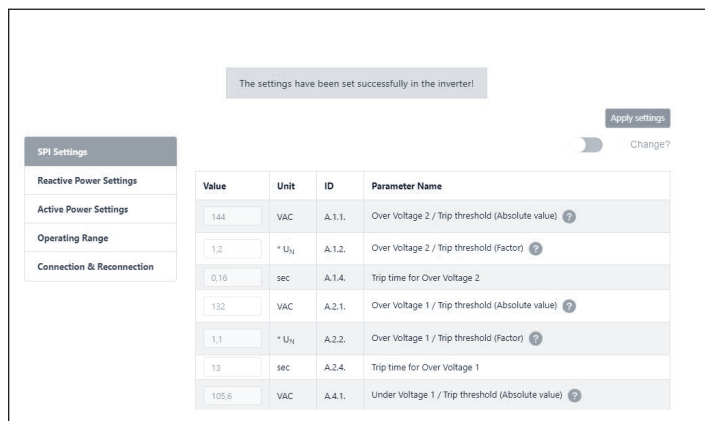 The settings have been set successfully in the inverter!
Apply settings
Change?
SPI Settings
Reactive Power Settings
Active Power Settings
Operating Range
Connection & Reconnection
Value Unit ID Parameter Name
144 VAC A.1.1. Over Voltage 2 / Trip threshold (Absolute value) ?
1,2 * UN A.1.2. Over Voltage 2 / Trip threshold (Factor) ?
0,16 sec A.1.4. Trip time for Over Voltage 2
132 VAC A.2.1. Over Voltage 1 / Trip threshold (Absolute value) ?
1,1 * UN A.2.2. Over Voltage 1 / Trip threshold (Factor) ?
13 sec A.2.4. Trip time for Over Voltage 1
105,6 VAC A.4.1. Under Voltage 1 / Trip threshold (Absolute value) ?